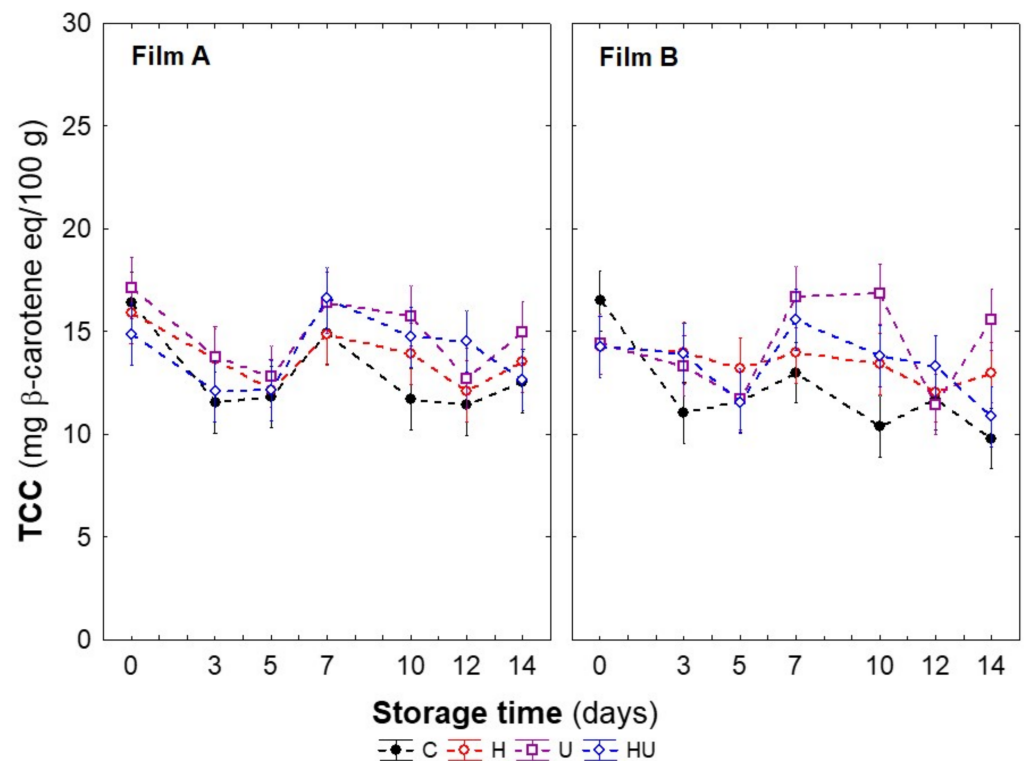 Film A
Film B
TCC (mg β-carotene eq/100 g)
30
25
20
15
10
5
0
0 3 5 7 10 12 14
0 3 5 7 10 12 14
Storage time (days)
C H U HU